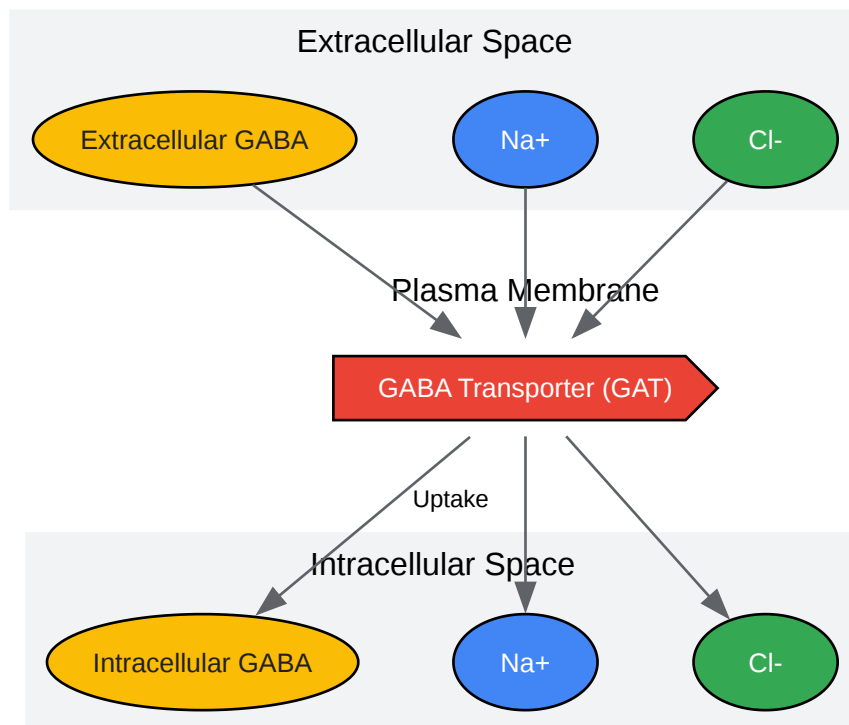 Extracellular Space
Extracellular GABA
Na+
Cl-
Plasma Membrane
GABA Transporter (GAT)
Uptake
Intracellular Space
Intracellular GABA
Na+
Cl-